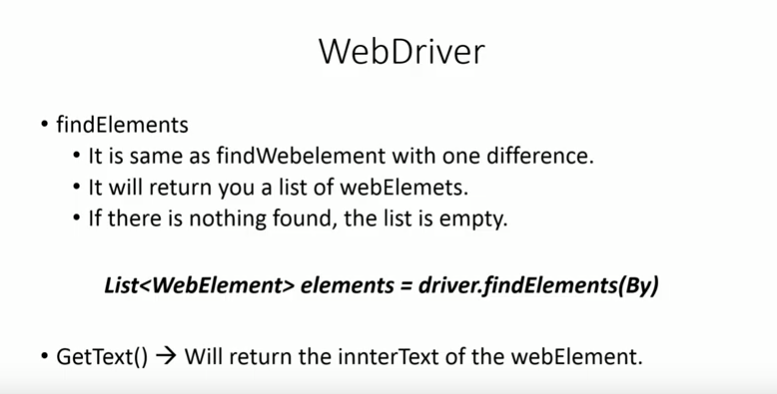 WebDriver
• findElements
• It is same as findWebelement with one difference.
• It will return you a list of webElemets.
• If there is nothing found, the list is empty.
List<WebElement> elements = driver.findElements(By)
• GetText() → Will return the innterText of the webElement.